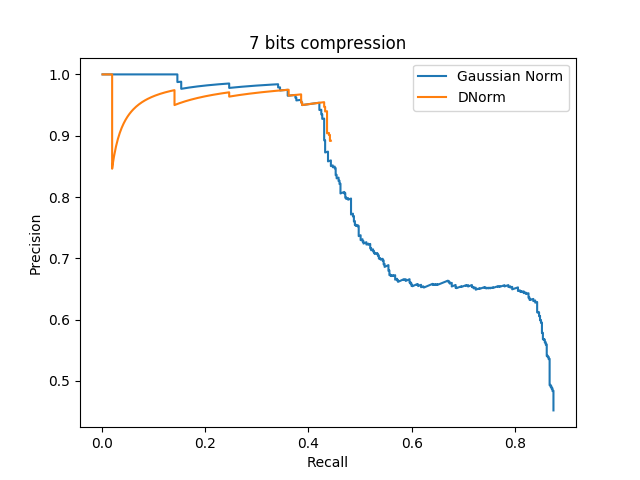 7 bits compression
Gaussian Norm
DNorm
1.0
0.9
0.8
0.7
0.6
0.5
Precision
0.0 0.2 0.4 0.6 0.8
Recall